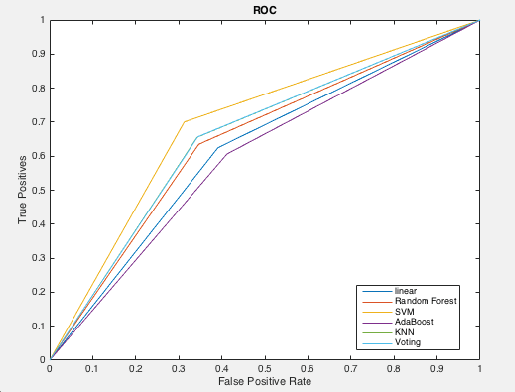 ROC
1
0.9
0.8
0.7
0.6
0.5
0.4
0.3
0.2
0.1
0
True Positives
0 0.1 0.2 0.3 0.4 0.5 0.6 0.7 0.8 0.9 1
False Positive Rate
linear
Random Forest
SVM
AdaBoost
KNN
Voting